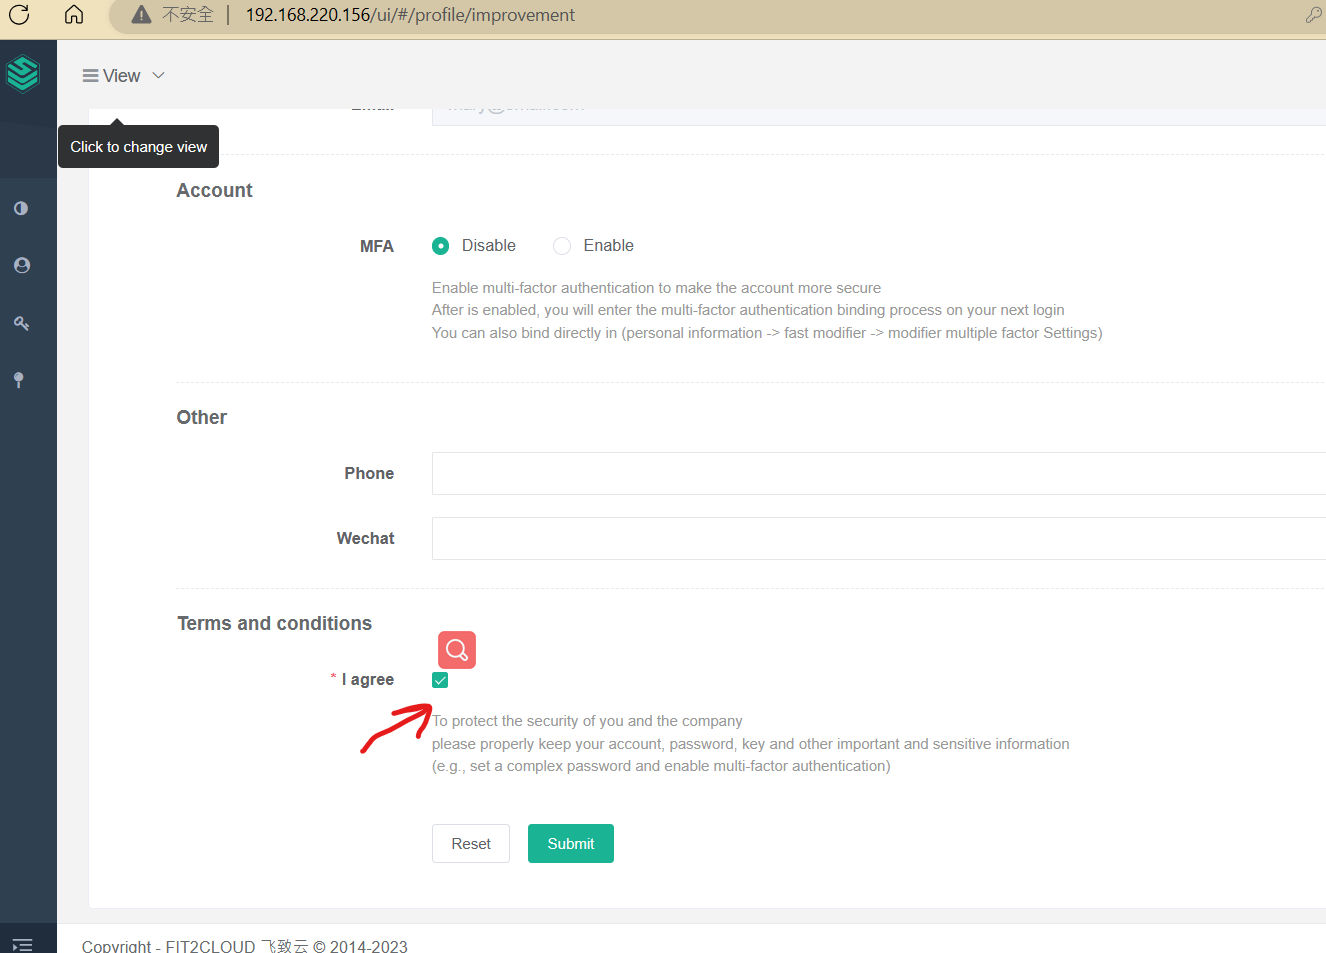 不安全 | 192.168.220.156/ui/#/profile/improvement
View
Click to change view
Account
MFA
Disable
Enable
Enable multi-factor authentication to make the account more secure
After is enabled, you will enter the multi-factor authentication binding process on your next login
You can also bind directly in (personal information -> fast modifier -> modifier multiple factor Settings)
Other
Phone
Wechat
Terms and conditions
* I agree
To protect the security of you and the company
please properly keep your account, password, key and other important and sensitive information
(e.g., set a complex password and enable multi-factor authentication)
Reset
Submit
Copyright - FIT2CLOUD 飞致云 © 2014-2023